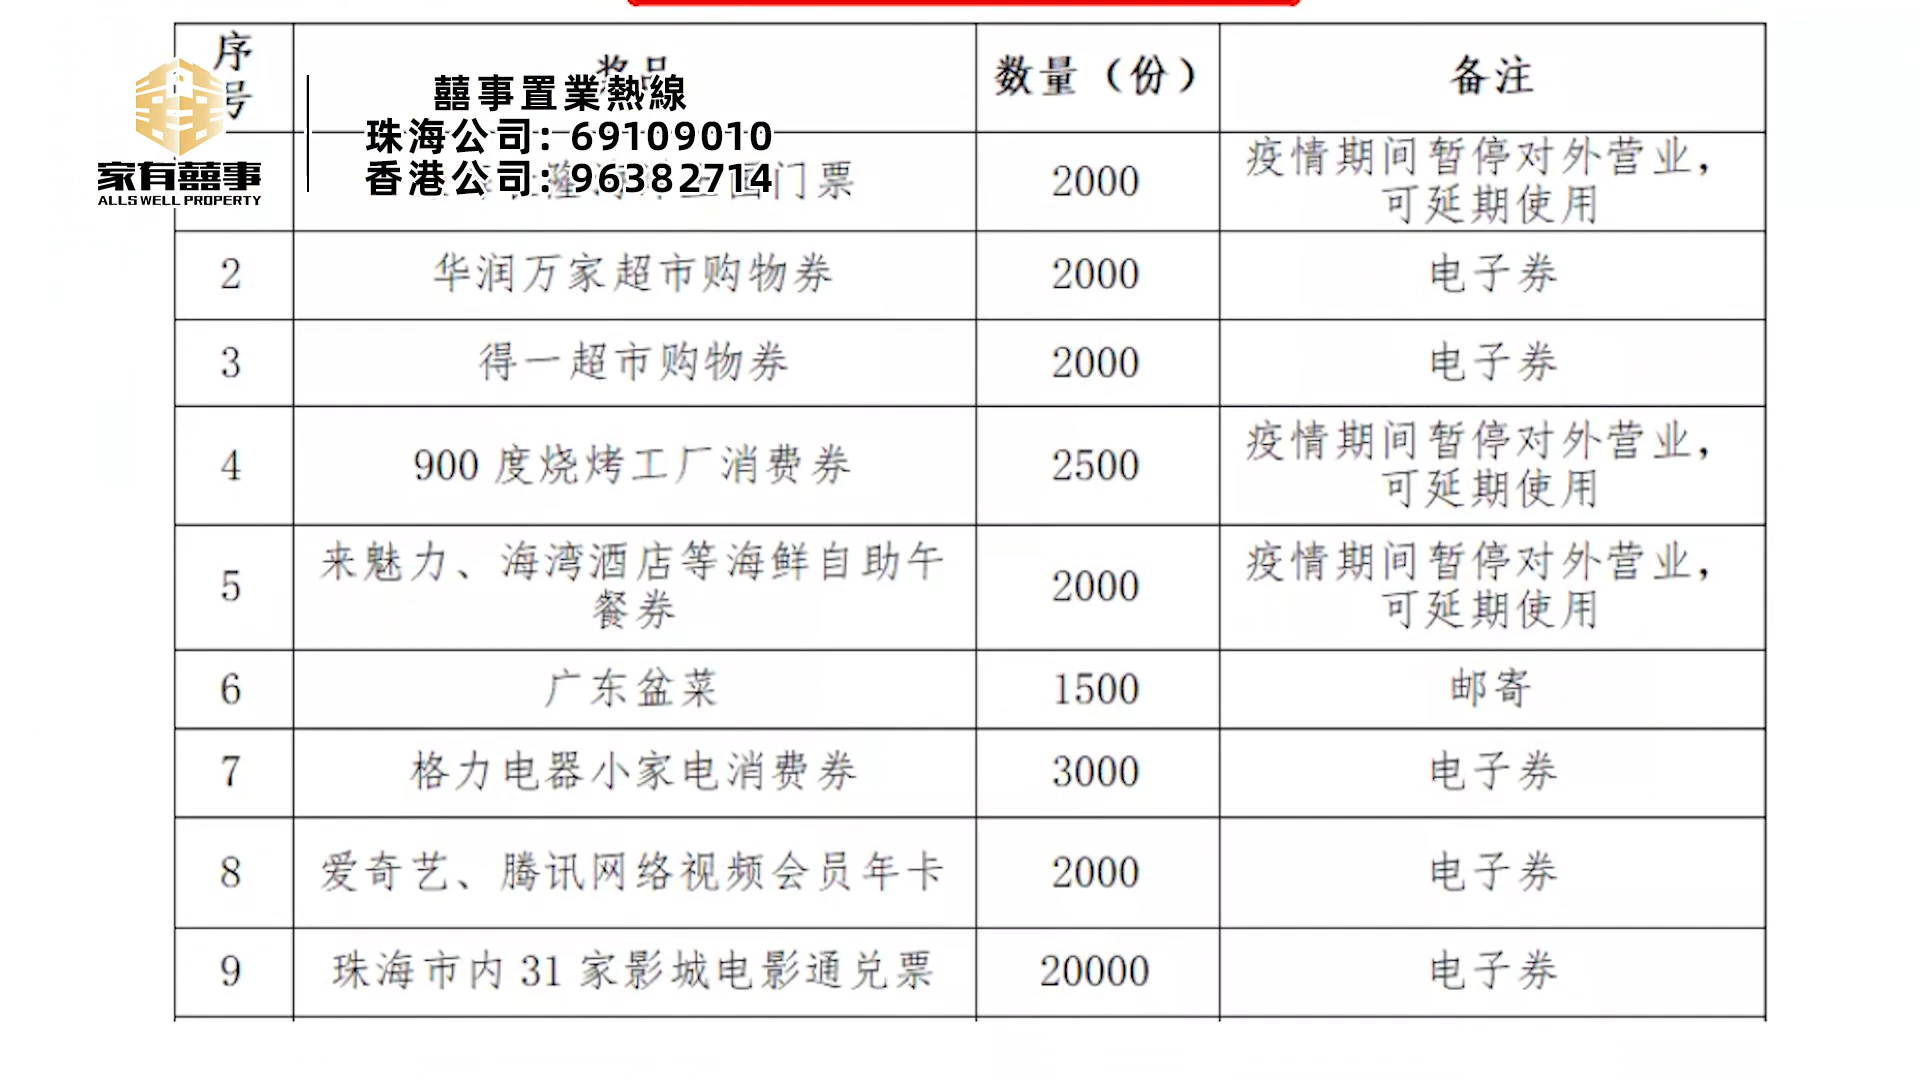 序号 奖品 数量（份） 备注
家有囍事
ALLS WELL PROPERTY
囍事置業熱線
珠海公司: 69109010
香港公司: 96382714
门票 2000 疫情期间暂停对外营业，
可延期使用
2 华润万家超市购物券 2000 电子券
3 得一超市购物券 2000 电子券
4 900 度烧烤工厂消费券 2500 疫情期间暂停对外营业，
可延期使用
5 来魅力、海湾酒店等海鲜自助午
餐券 2000 疫情期间暂停对外营业，
可延期使用
6 广东盆菜 1500 邮寄
7 格力电器小家电消费券 3000 电子券
8 爱奇艺、腾讯网络视频会员年卡 2000 电子券
9 珠海市内 31 家影城电影通兑票 20000 电子券